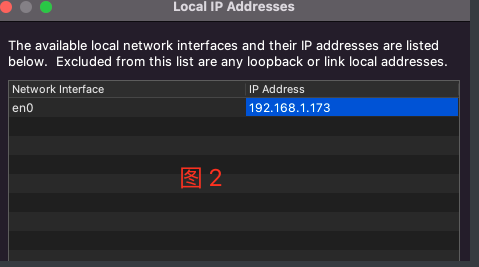 Local IP Addresses
The available local network interfaces and their IP addresses are listed
below.  Excluded from this list are any loopback or link local addresses.
Network Interface IP Address
en0 192.168.1.173
图 2